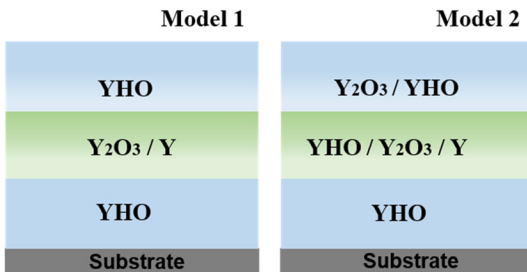 Model 1
YHO
Y₂O₃ / Y
YHO
Substrate
Model 2
Y₂O₃ / YHO
YHO / Y₂O₃ / Y
YHO
Substrate